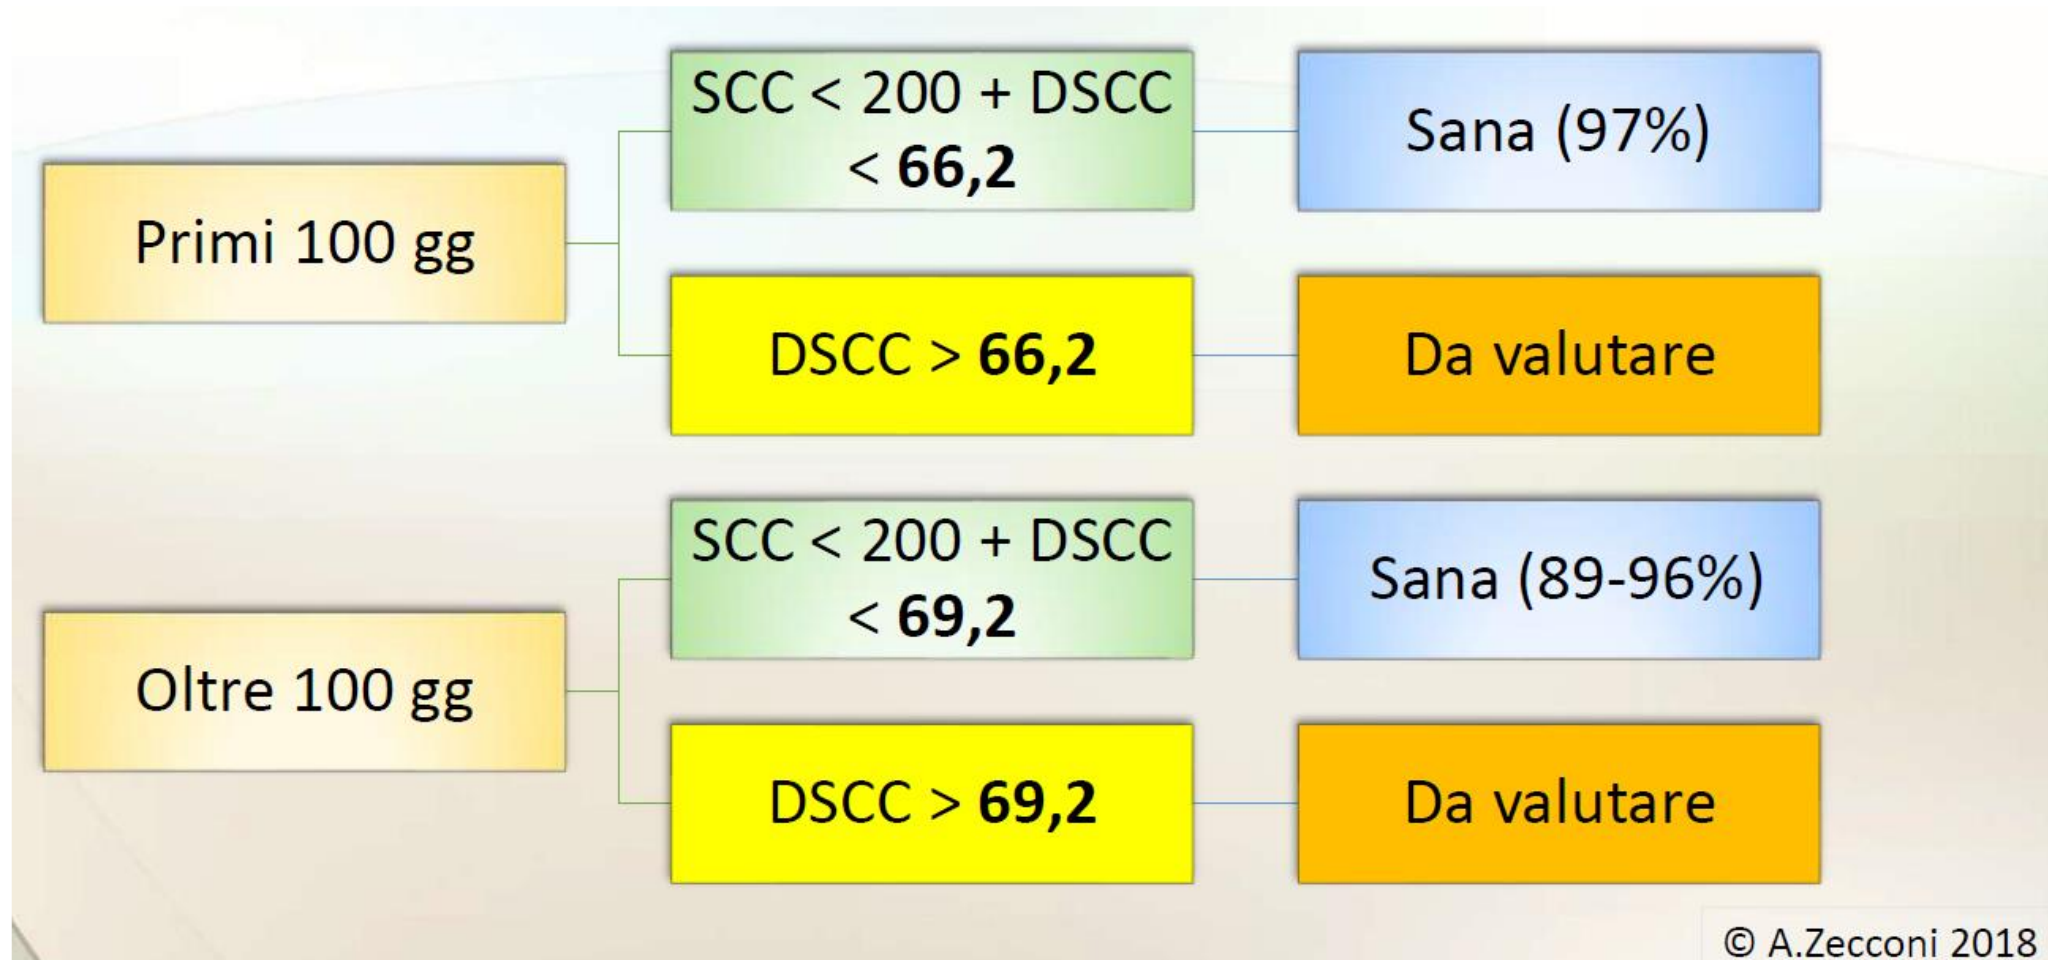 Primi 100 gg
SCC < 200 + DSCC
< 66,2
Sana (97%)
DSCC > 66,2
Da valutare
Oltre 100 gg
SCC < 200 + DSCC
< 69,2
Sana (89-96%)
DSCC > 69,2
Da valutare
© A.Zecconi 2018